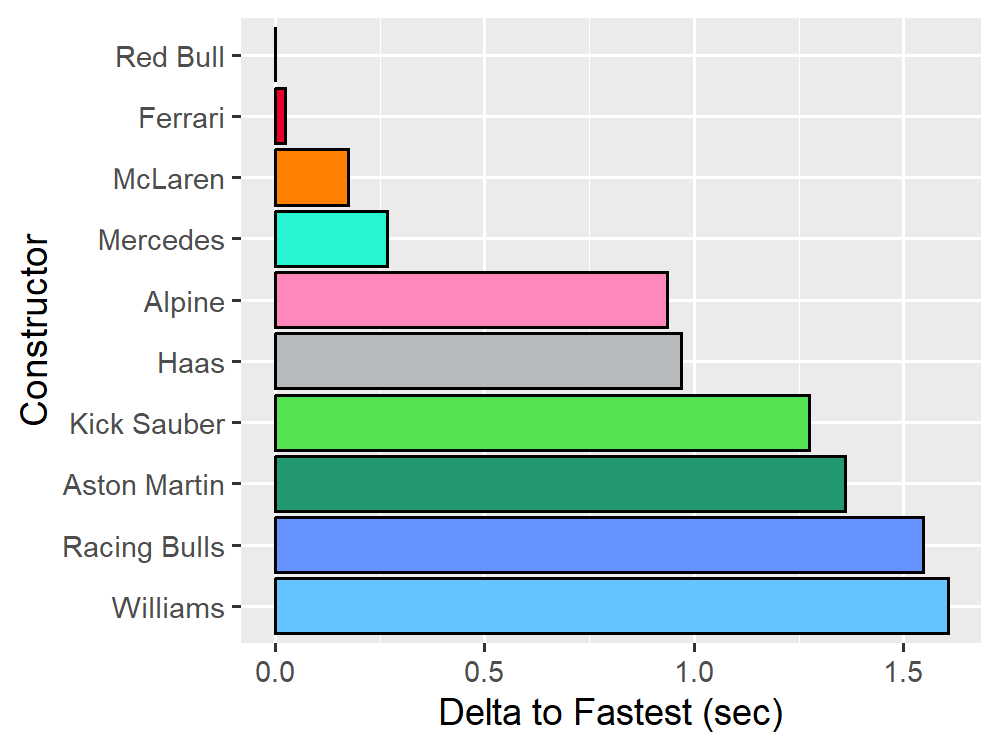 Constructor
Red Bull
Ferrari
McLaren
Mercedes
Alpine
Haas
Kick Sauber
Aston Martin
Racing Bulls
Williams
0.0 0.5 1.0 1.5
Delta to Fastest (sec)